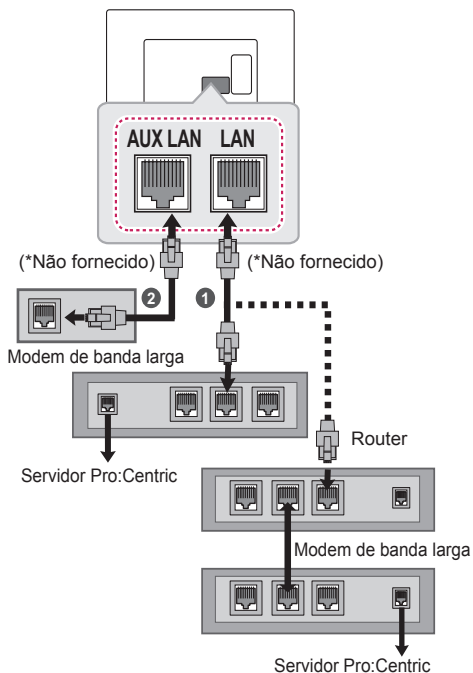 AUX LAN LAN
(*Não fornecido) (*Não fornecido)
2 1
Modem de banda larga
Router
Servidor Pro:Centric
Modem de banda larga
Servidor Pro:Centric